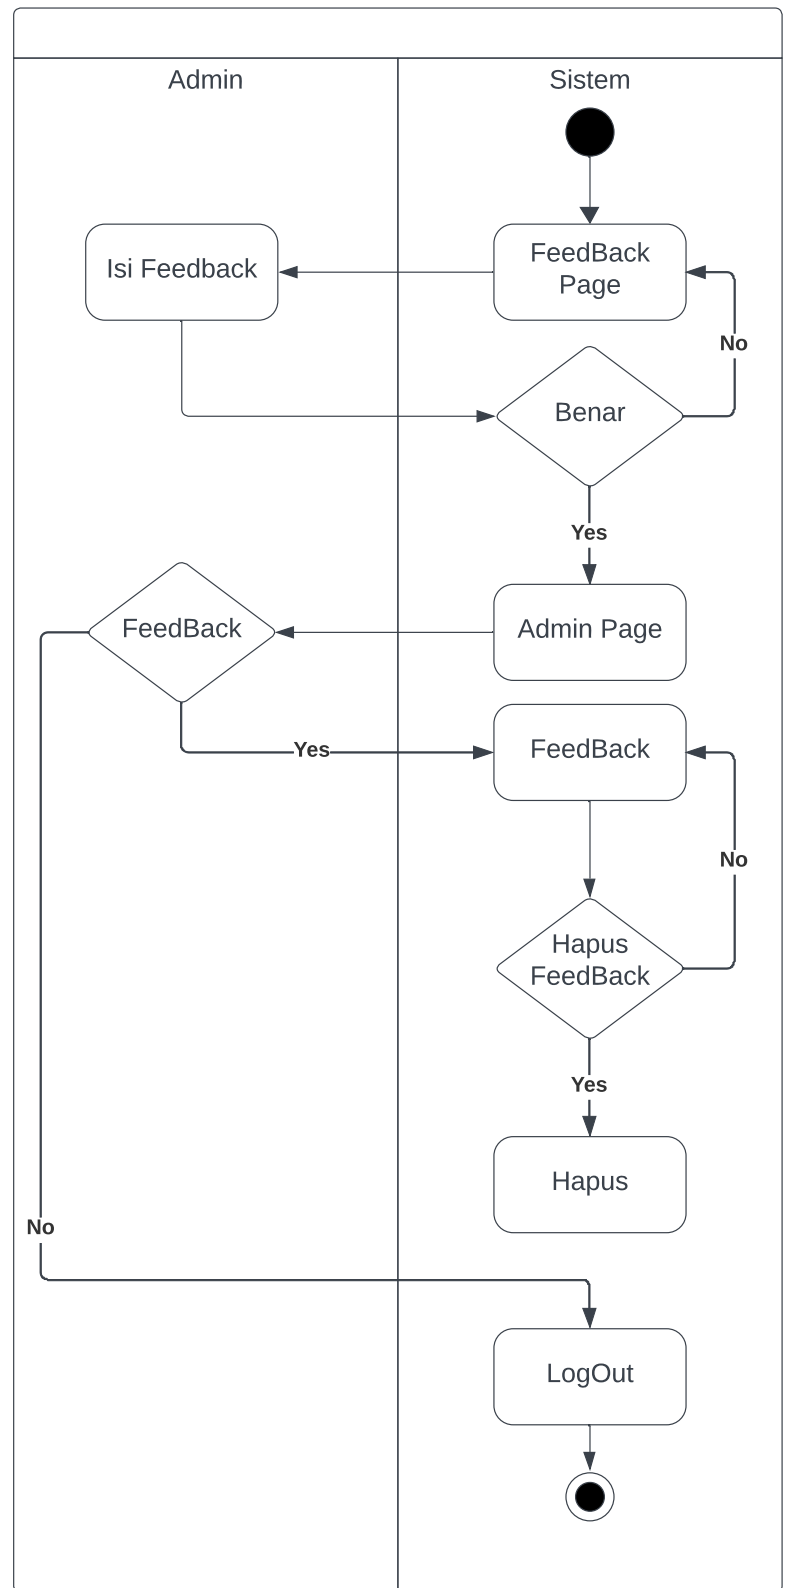 Admin
Sistem
Isi Feedback
FeedBack
Page
No
Benar
Yes
FeedBack
Admin Page
Yes
FeedBack
No
Hapus
FeedBack
Yes
Hapus
No
LogOut